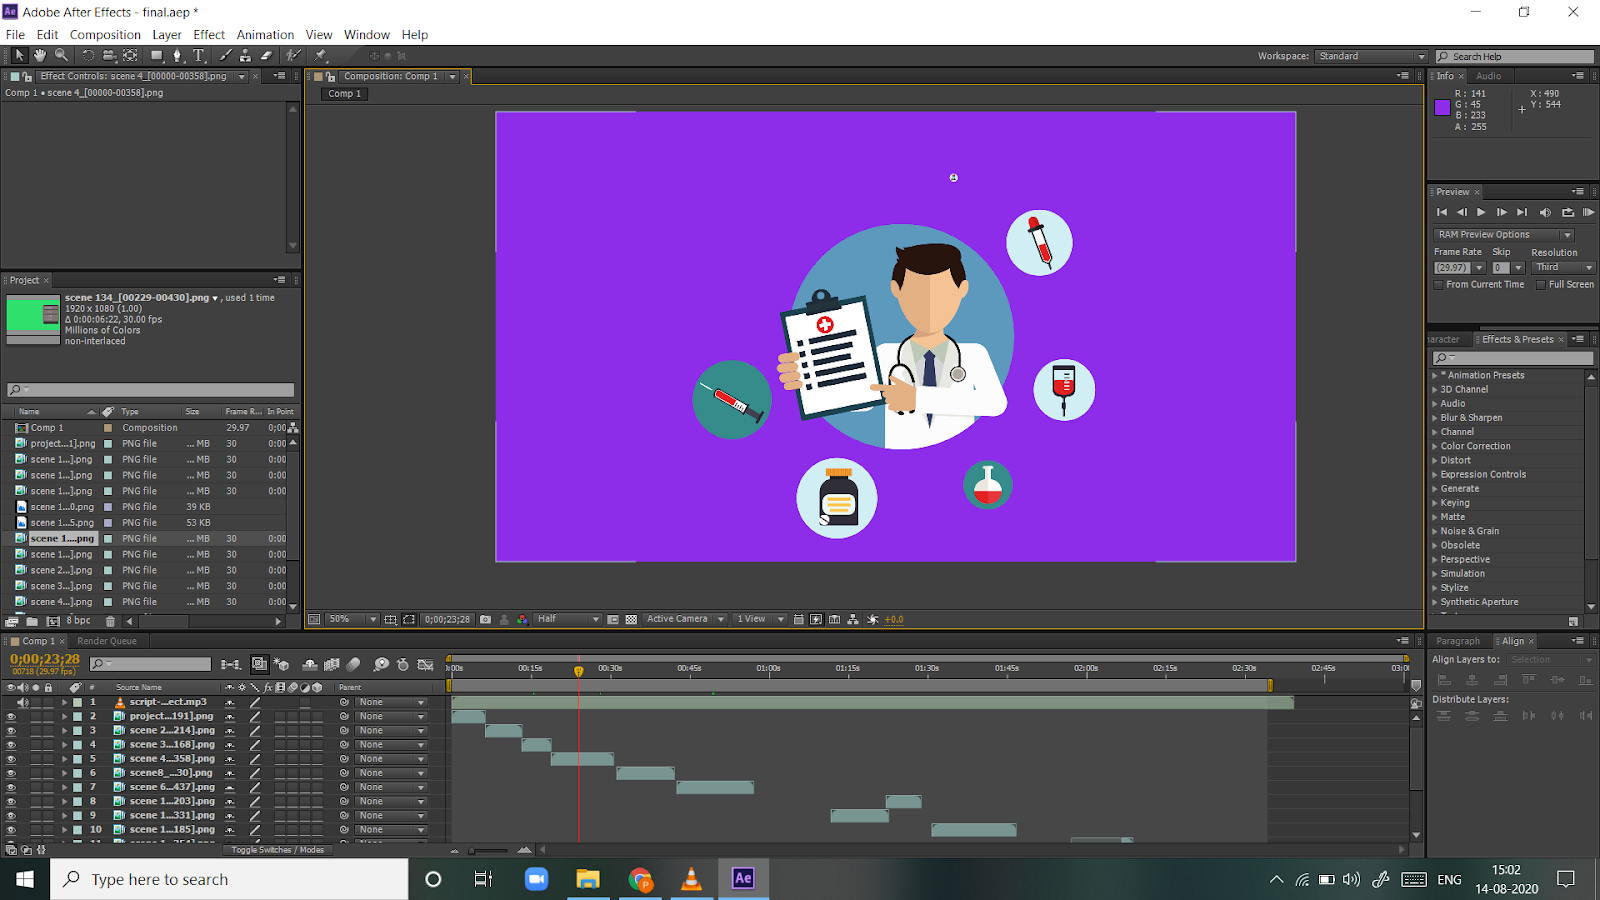 Adobe After Effects - final.aep *
File Edit Composition Layer Effect Animation View Window Help
Workspace: Standard Search Help
Effect Controls: scene 4_[00000-00358].png
Comp 1 • scene 4_[00000-00358].png
Composition: Comp 1
Comp 1
Info Audio
R : 141
G : 45
B : 233
A : 255
X : 490
Y : 544
Preview
RAM Preview Options
Frame Rate Skip Resolution
(29.97) 0 Third
From Current Time Full Screen
Effects & Presets
* Animation Presets
3D Channel
Audio
Blur & Sharpen
Channel
Color Correction
Distort
Expression Controls
Generate
Keying
Matte
Noise & Grain
Obsolete
Perspective
Simulation
Stylize
Synthetic Aperture
Project
scene 134_[00229-00430].png , used 1 time
1920 x 1080 (1.00)
Δ 0:00:06:22, 30.00 fps
Millions of Colors
non-interlaced
Name Type Size Frame R... In Point
Comp 1 Composition 29.97 0;00
project...1].png PNG file ... MB 30 0:00
scene 1...].png PNG file ... MB 30 0:00
scene 1...].png PNG file ... MB 30 0:00
scene 1...].png PNG file ... MB 30 0:00
scene 1...0.png PNG file 39 KB
scene 1...5.png PNG file 53 KB
scene 1....png PNG file ... MB 30 0:00
scene 1...].png PNG file ... MB 30 0:00
scene 2...].png PNG file ... MB 30 0:00
scene 3...].png PNG file ... MB 30 0:00
scene 4...].png PNG file ... MB 30 0:00
8 bpc
50% 0;00;23;28 Half Active Camera 1 View +0.0
Comp 1 Render Queue
0;00;23;28
00718 (29.97 fps)
:00s 00:15s 00:30s 00:45s 01:00s 01:15s 01:30s 01:45s 02:00s 02:15s 02:30s 02:45s 03:0
# Source Name Parent
1 script-...ect.mp3 None
2 project...191].png None
3 scene 2...214].png None
4 scene 3...168].png None
5 scene 4...358].png None
6 scene8_...30].png None
7 scene 6...437].png None
8 scene 1...203].png None
9 scene 1...331].png None
10 scene 1...185].png None
Toggle Switches / Modes
Paragraph Align
Align Layers to: Selection
Distribute Layers:
Type here to search
Ae
ENG
15:02
14-08-2020